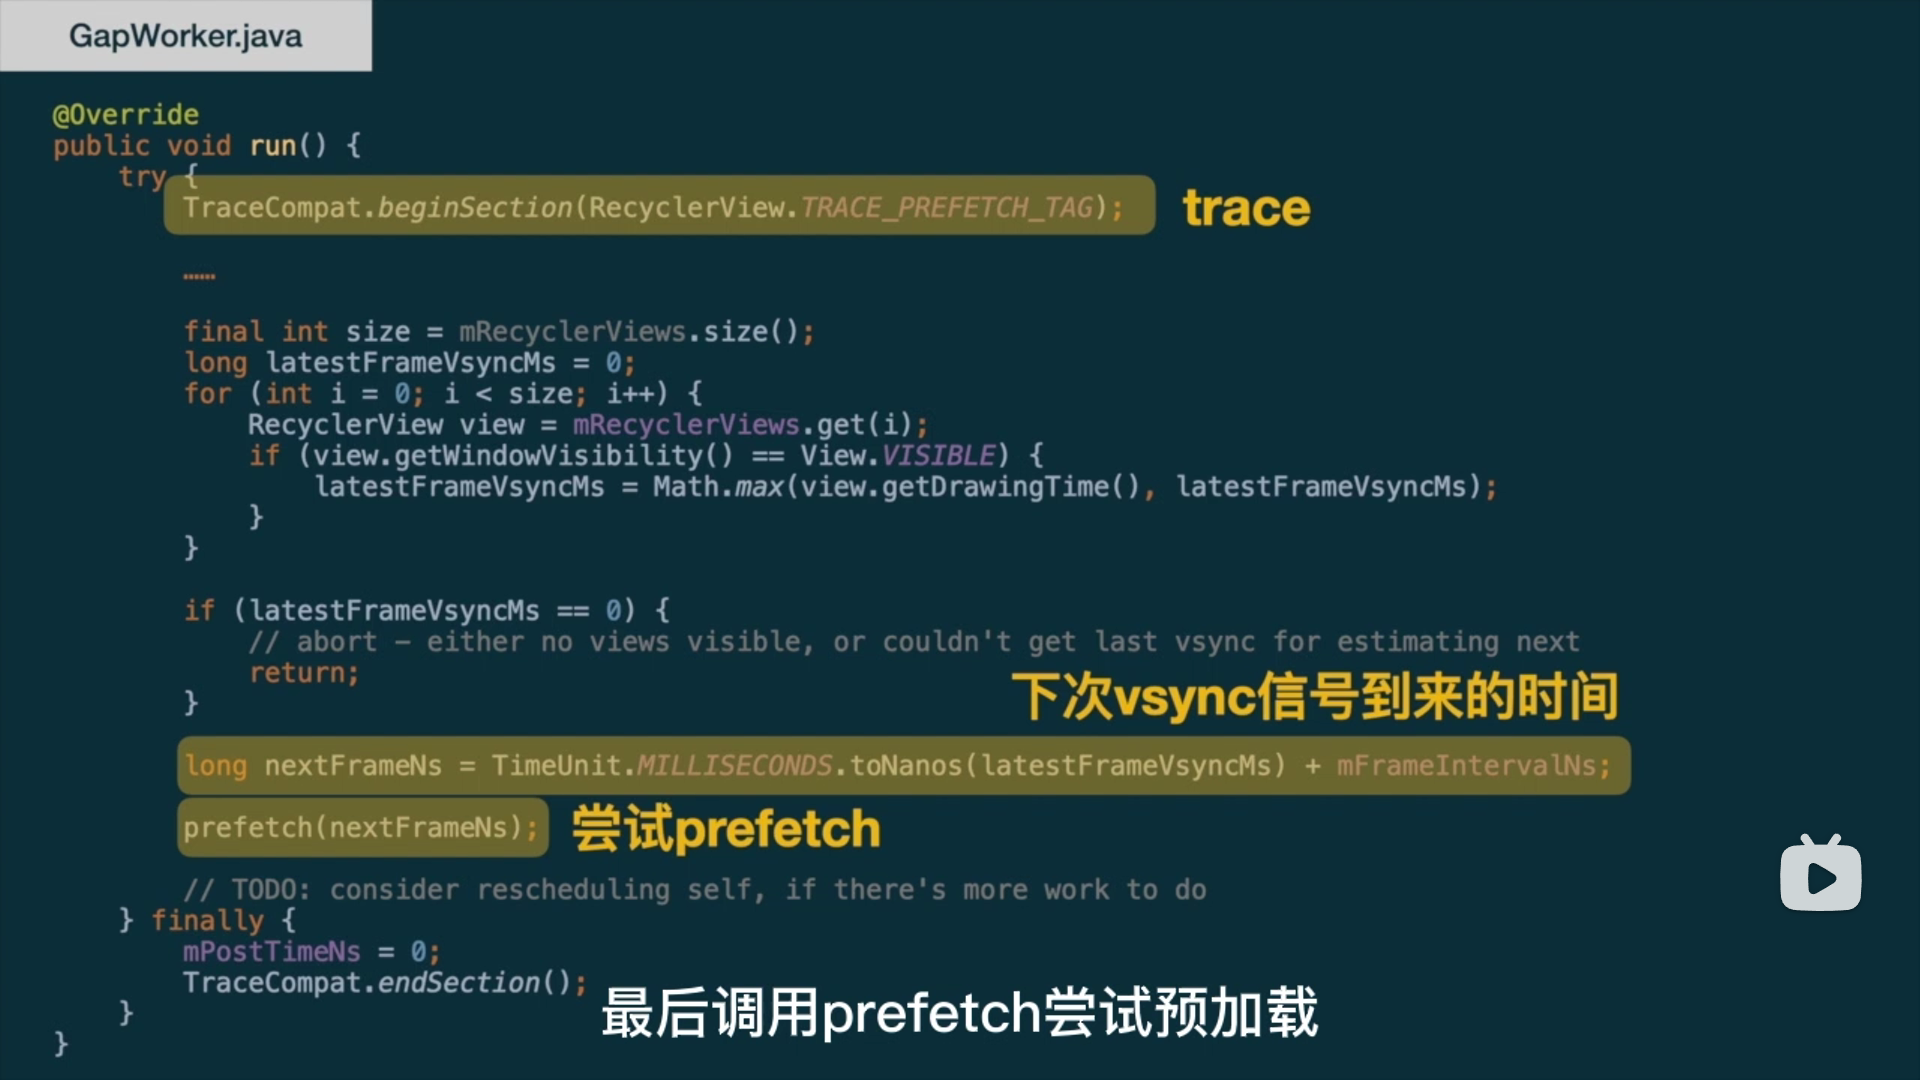 GapWorker.java
@Override
public void run() {
try {
TraceCompat.beginSection(RecyclerView.TRACE_PREFETCH_TAG); trace
……
final int size = mRecyclerViews.size();
long latestFrameVsyncMs = 0;
for (int i = 0; i < size; i++) {
RecyclerView view = mRecyclerViews.get(i);
if (view.getWindowVisibility() == View.VISIBLE) {
latestFrameVsyncMs = Math.max(view.getDrawingTime(), latestFrameVsyncMs);
}
}
if (latestFrameVsyncMs == 0) {
// abort – either no views visible, or couldn't get last vsync for estimating next
return;
}
下次vsync信号到来的时间
long nextFrameNs = TimeUnit.MILLISECONDS.toNanos(latestFrameVsyncMs) + mFrameIntervalNs;
prefetch(nextFrameNs); 尝试prefetch
// TODO: consider rescheduling self, if there's more work to do
} finally {
mPostTimeNs = 0;
TraceCompat.endSection();
}
}
最后调用prefetch尝试预加载